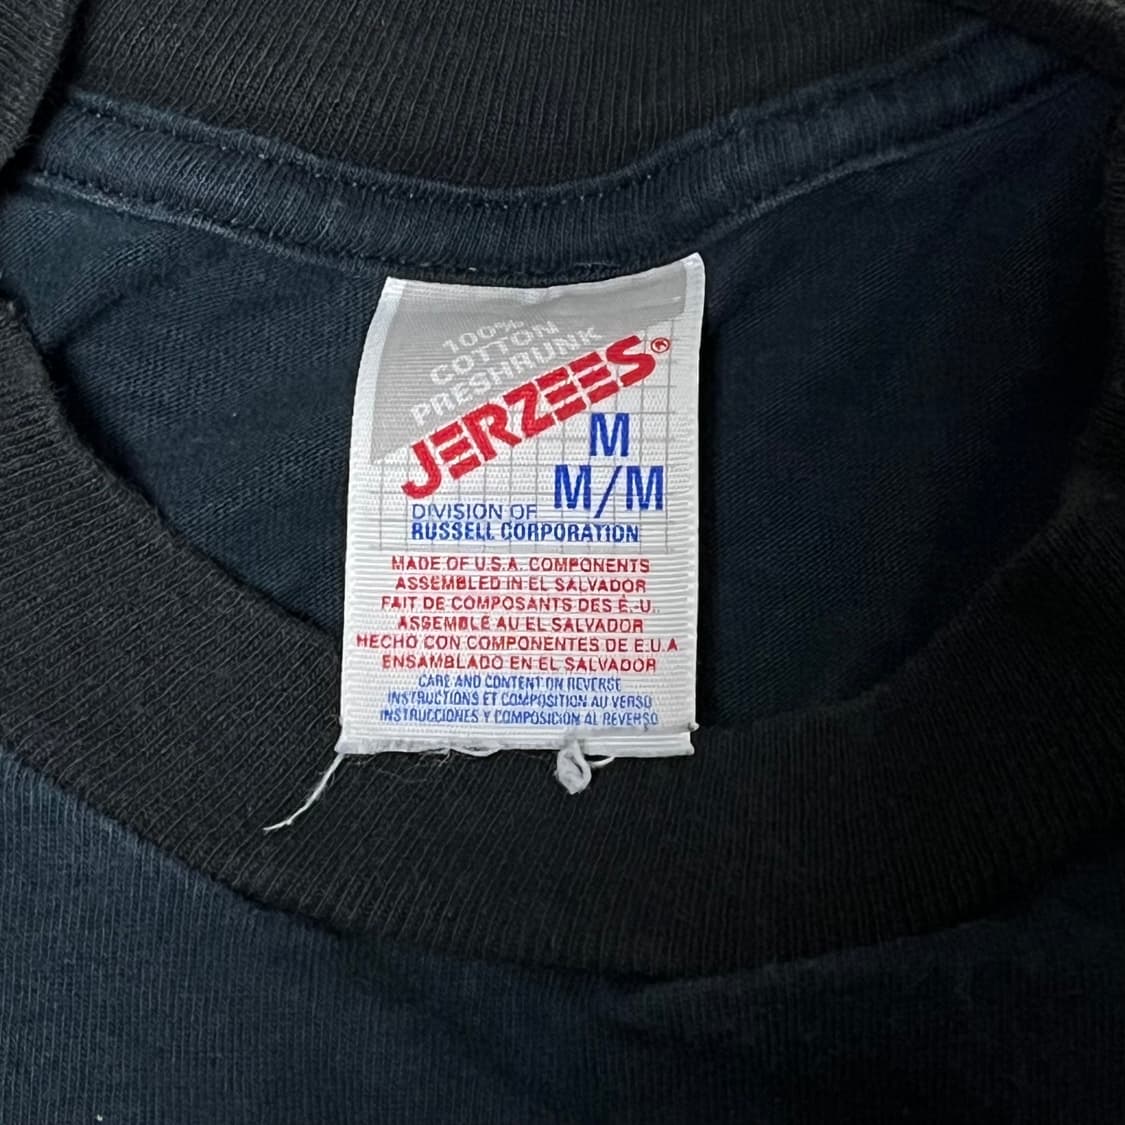 100%
COTTON
PRESHRUNK
JERZEES®
M
M/M
DIVISION OF
RUSSELL CORPORATION
MADE OF U.S.A. COMPONENTS
ASSEMBLED IN EL SALVADOR
FAIT DE COMPOSANTS DES É.-U.
ASSEMBLÉ AU EL SALVADOR
HECHO CON COMPONENTES DE E.U.A
ENSAMBLADO EN EL SALVADOR
CARE AND CONTENT ON REVERSE
INSTRUCTIONS ET COMPOSITION AU VERSO
INSTRUCCIONES Y COMPOSICION AL REVERSO